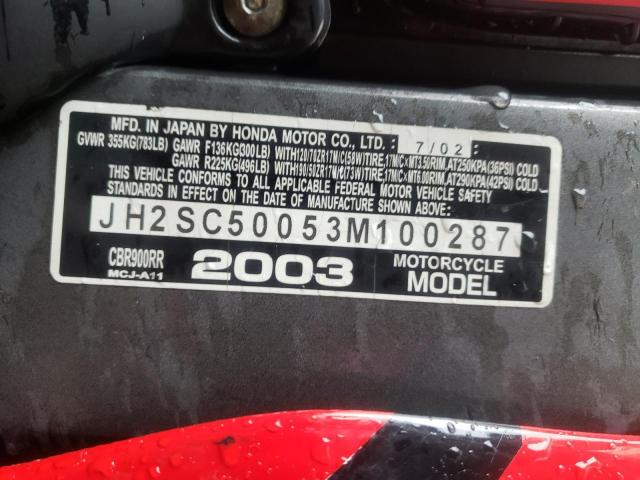 MFD. IN JAPAN BY HONDA MOTOR CO., LTD. 7/02
GVWR 355KG(783LB) GAWR F136KG(300LB) WITH120/70ZR17M/C(58W)TIRE,17M/C×MT3.50RIM,AT250KPA(36PSI) COLD
GAWR R225KG(496LB) WITH190/50ZR17M/C(73W)TIRE,17M/C×MT6.00RIM,AT290KPA(42PSI) COLD
THIS VEHICLE CONFORMS TO ALL APPLICABLE FEDERAL MOTOR VEHICLE SAFETY
STANDARDS IN EFFECT ON THE DATE OF MANUFACTURE SHOWN ABOVE.
JH2SC50053M100287
CBR900RR 2003 MOTORCYCLE
MCJ-A11 MODEL